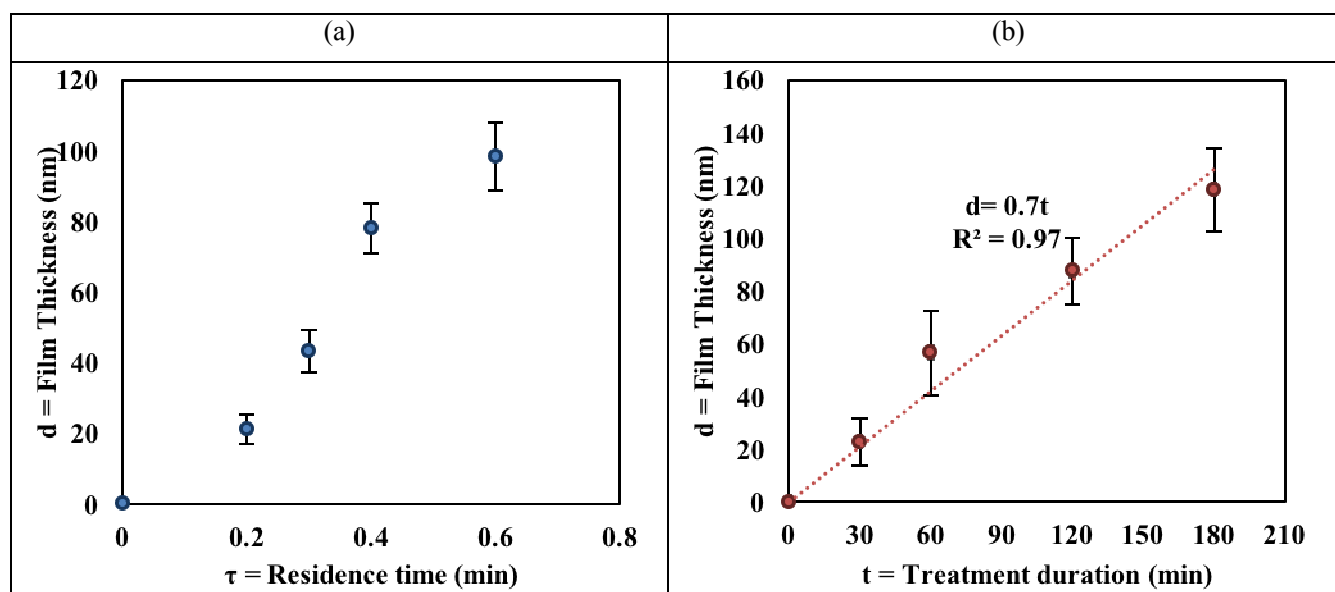 (a)
(b)
120
100
80
60
40
20
0
0 0.2 0.4 0.6 0.8
d = Film Thickness (nm)
τ = Residence time (min)
160
140
120
100
80
60
40
20
0
0 30 60 90 120 150 180 210
d = Film Thickness (nm)
t = Treatment duration (min)
d= 0.7t
R² = 0.97